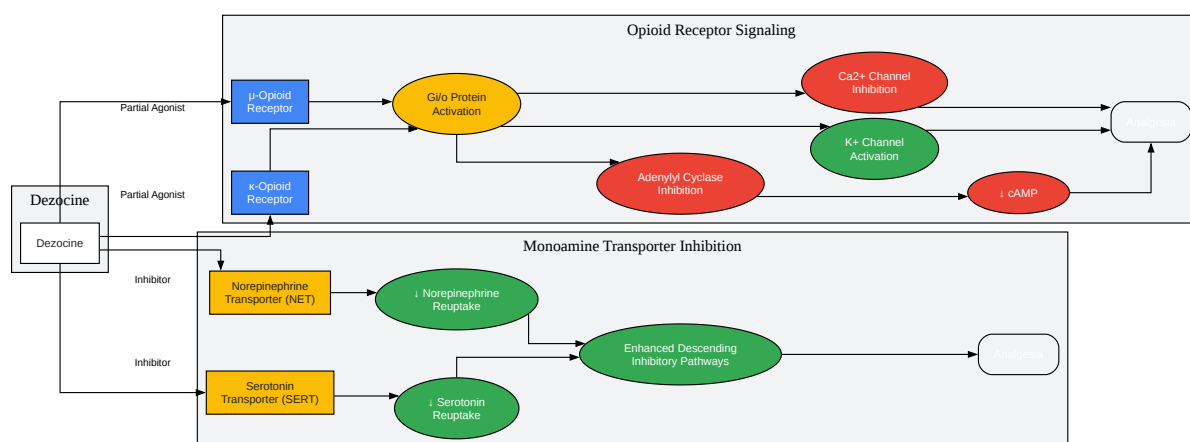 Opioid Receptor Signaling
μ-Opioid
Receptor
Partial Agonist
Gi/o Protein
Activation
Ca2+ Channel
Inhibition
K+ Channel
Activation
Analgesia
κ-Opioid
Receptor
Partial Agonist
Adenylyl Cyclase
Inhibition
↓ cAMP
Dezocine
Dezocine
Monoamine Transporter Inhibition
Inhibitor
Norepinephrine
Transporter (NET)
↓ Norepinephrine
Reuptake
Enhanced Descending
Inhibitory Pathways
Analgesia
Inhibitor
Serotonin
Transporter (SERT)
↓ Serotonin
Reuptake